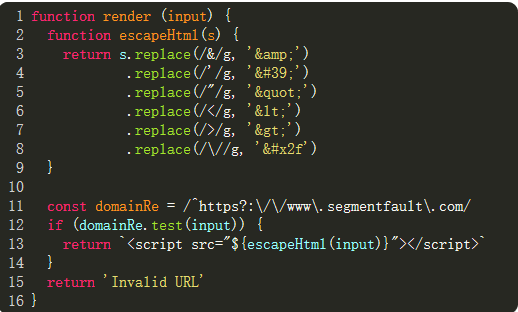 1 function render (input) {
2   function escapeHtml(s) {
3     return s.replace(/&/g, '&amp;')
4             .replace(/'/g, '&#39;')
5             .replace(/"/g, '&quot;')
6             .replace(/</g, '&lt;')
7             .replace(/>/g, '&gt;')
8             .replace(/\//g, '&#x2f')
9   }
10
11   const domainRe = /^https?:\/\/www\.segmentfault\.com/
12   if (domainRe.test(input)) {
13     return `<script src="${escapeHtml(input)}"></script>`
14   }
15   return 'Invalid URL'
16 }